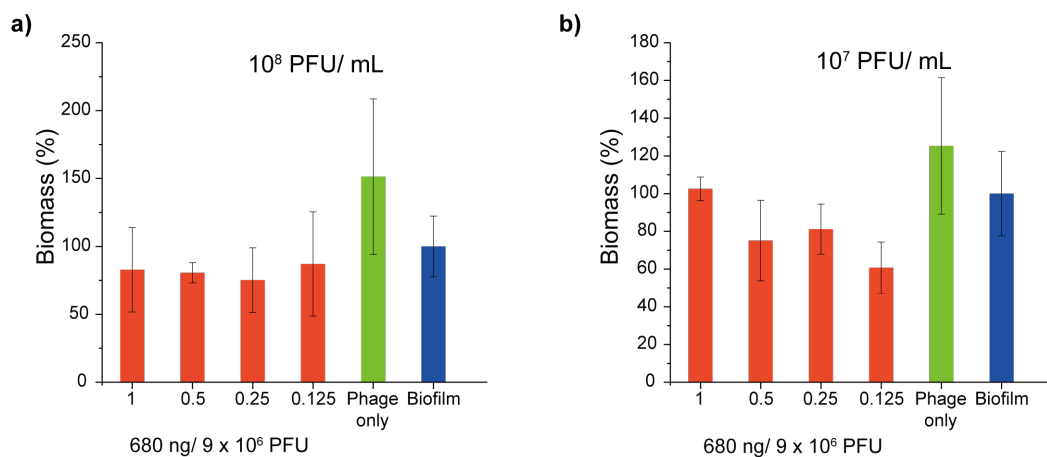 a)
10⁸ PFU/ mL
Biomass (%)
250
200
150
100
50
0
1 0.5 0.25 0.125 Phage only Biofilm
680 ng/ 9 x 10⁶ PFU
b)
10⁷ PFU/ mL
Biomass (%)
180
160
140
120
100
80
60
40
20
0
1 0.5 0.25 0.125 Phage only Biofilm
680 ng/ 9 x 10⁶ PFU